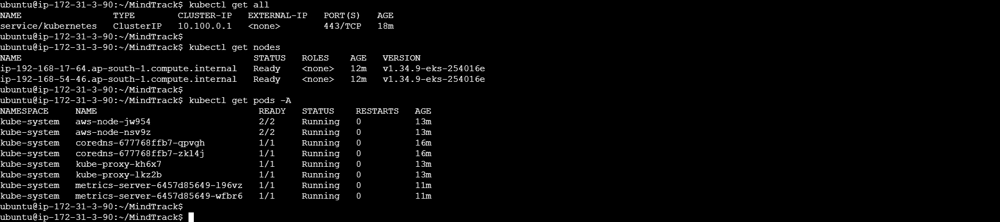 ubuntu@ip-172-31-3-90:~/MindTrack$ kubectl get all
NAME                 TYPE        CLUSTER-IP   EXTERNAL-IP   PORT(S)   AGE
service/kubernetes   ClusterIP   10.100.0.1   <none>        443/TCP   18m
ubuntu@ip-172-31-3-90:~/MindTrack$
ubuntu@ip-172-31-3-90:~/MindTrack$ kubectl get nodes
NAME                                           STATUS   ROLES    AGE   VERSION
ip-192-168-17-64.ap-south-1.compute.internal   Ready    <none>   12m   v1.34.9-eks-254016e
ip-192-168-54-46.ap-south-1.compute.internal   Ready    <none>   12m   v1.34.9-eks-254016e
ubuntu@ip-172-31-3-90:~/MindTrack$
ubuntu@ip-172-31-3-90:~/MindTrack$ kubectl get pods -A
NAMESPACE     NAME                              READY   STATUS    RESTARTS   AGE
kube-system   aws-node-jw954                    2/2     Running   0          13m
kube-system   aws-node-nsv9z                    2/2     Running   0          13m
kube-system   coredns-677768ffb7-qpvgh          1/1     Running   0          16m
kube-system   coredns-677768ffb7-zkl4j          1/1     Running   0          16m
kube-system   kube-proxy-kh6x7                  1/1     Running   0          13m
kube-system   kube-proxy-lkz2b                  1/1     Running   0          13m
kube-system   metrics-server-6457d85649-l96vz   1/1     Running   0          11m
kube-system   metrics-server-6457d85649-wfbr6   1/1     Running   0          11m
ubuntu@ip-172-31-3-90:~/MindTrack$
ubuntu@ip-172-31-3-90:~/MindTrack$